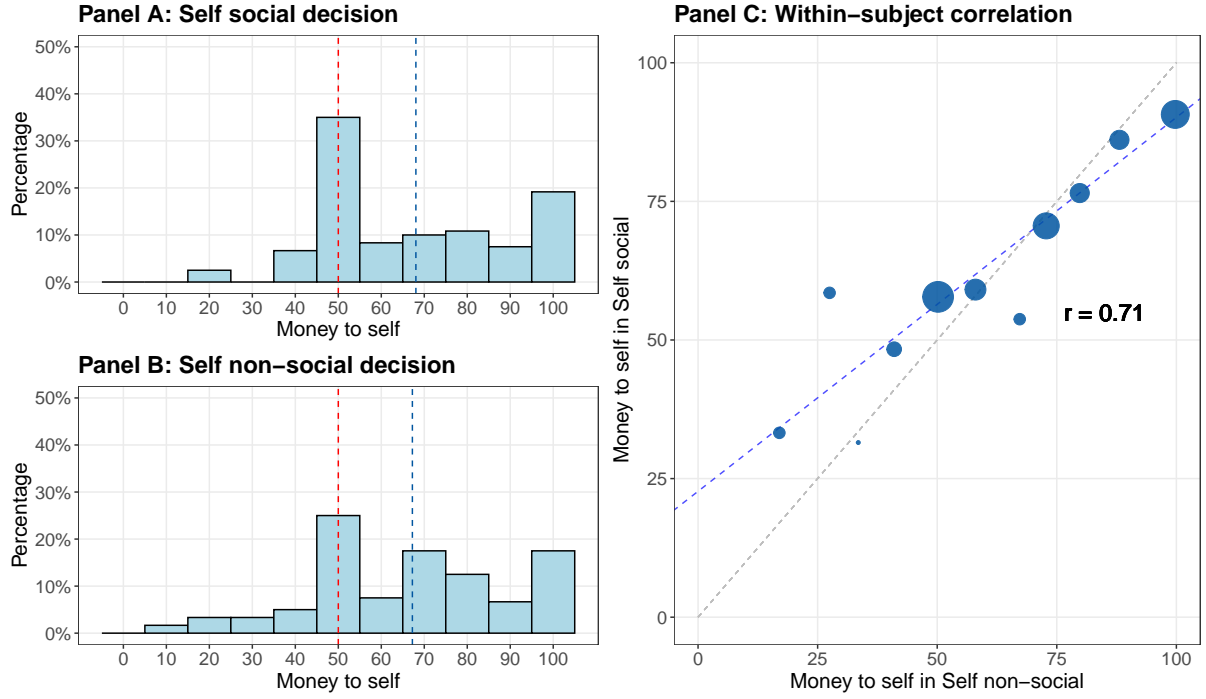 Panel A: Self social decision
50%
40%
30%
20%
10%
0%
Percentage
0 10 20 30 40 50 60 70 80 90 100
Money to self
Panel B: Self non−social decision
50%
40%
30%
20%
10%
0%
Percentage
0 10 20 30 40 50 60 70 80 90 100
Money to self
Panel C: Within−subject correlation
100
75
50
25
0
Money to self in Self social
r = 0.71
0 25 50 75 100
Money to self in Self non−social